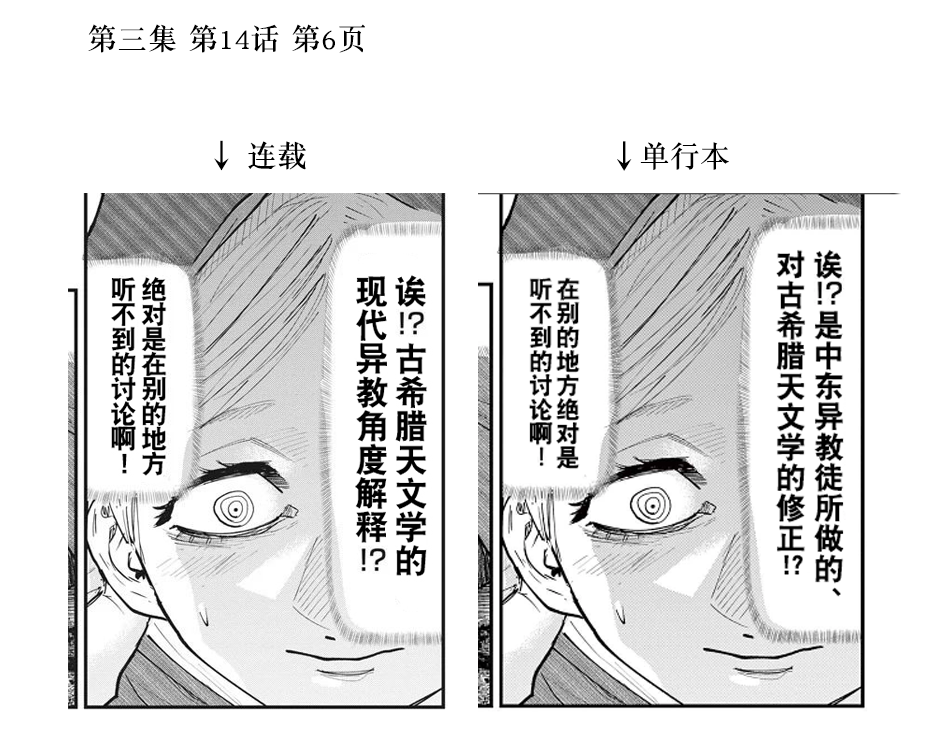 第三集 第14话 第6页
↓ 连载
诶!?古希腊天文学的
现代异教角度解释!?
绝对是在别的地方
听不到的讨论啊！
↓单行本
诶!?是中东异教徒所做的、
对古希腊天文学的修正!?
在别的地方绝对是
听不到的讨论啊！